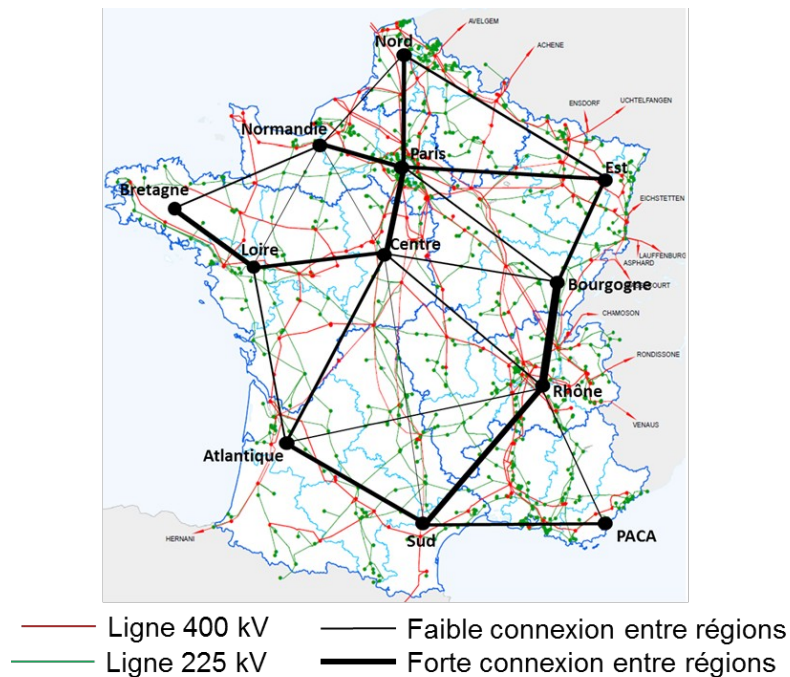 AVELGEM
Nord
ACHENE
ENSDORF
UCHTELFANGEN
Normandie
Paris
Est
Bretagne
EICHSTETTEN
Loire
Centre
LAUFFENBURG
ASPHARD
Bourgogne
CHAMOSON
RONDISSONE
Rhône
VENAUS
Atlantique
HERNANI
Sud
PACA
Ligne 400 kV
Faible connexion entre régions
Ligne 225 kV
Forte connexion entre régions